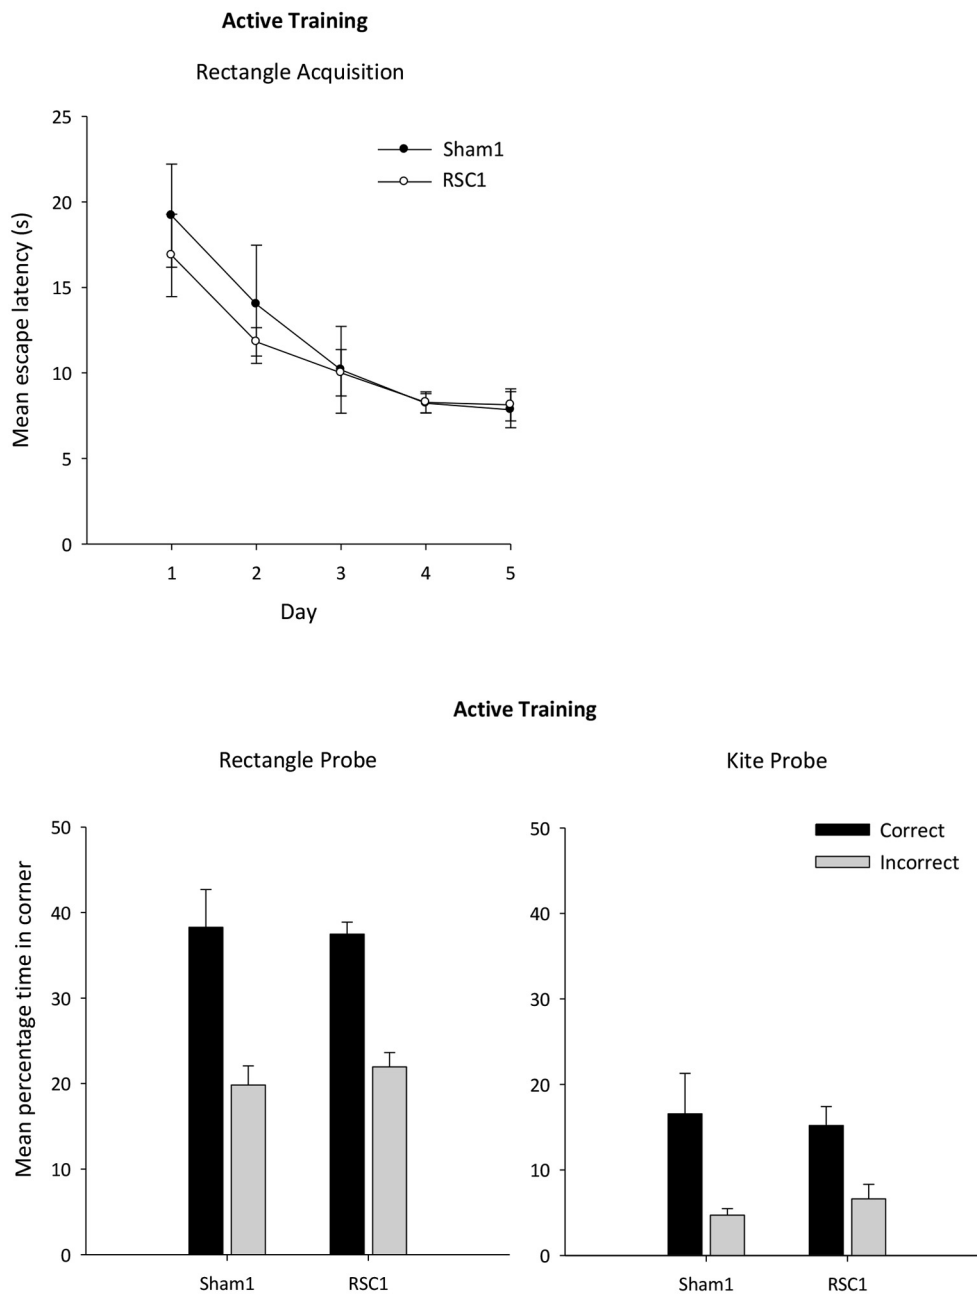 Active Training
Rectangle Acquisition
25
20
15
10
5
0
Mean escape latency (s)
Sham1
RSC1
1 2 3 4 5
Day
Active Training
Rectangle Probe
Kite Probe
50
40
30
20
10
0
Mean percentage time in corner
Sham1 RSC1
50
40
30
20
10
0
Correct
Incorrect
Sham1 RSC1